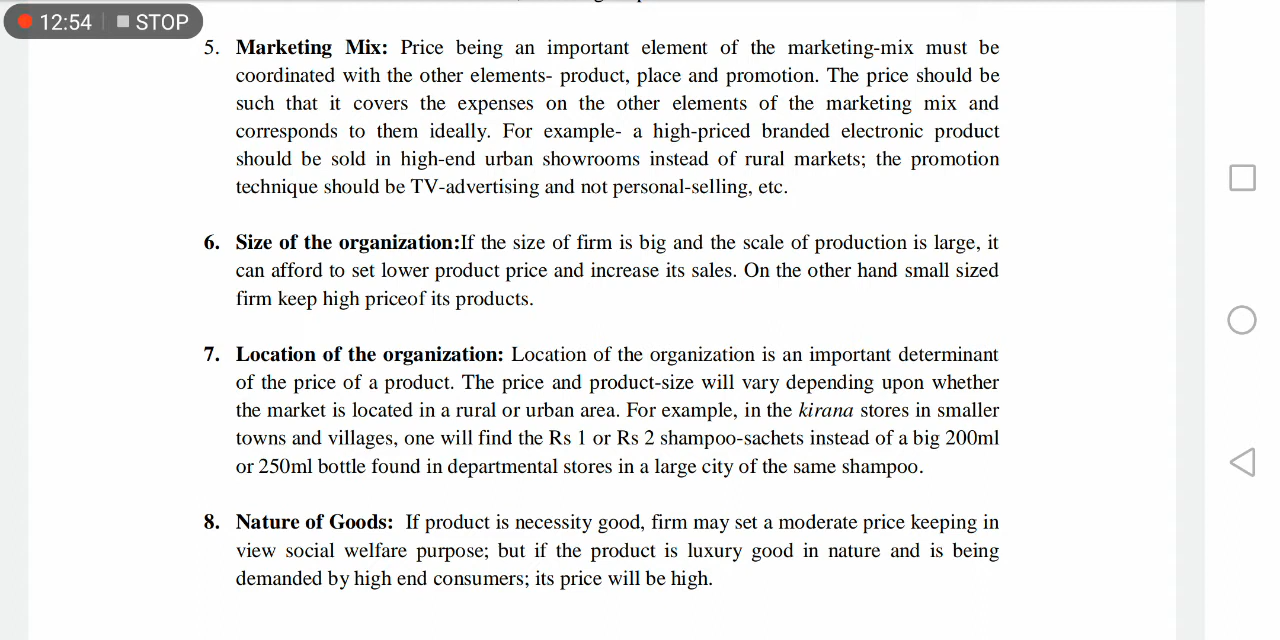 12:54 STOP
5. Marketing Mix: Price being an important element of the marketing-mix must be
coordinated with the other elements- product, place and promotion. The price should be
such that it covers the expenses on the other elements of the marketing mix and
corresponds to them ideally. For example- a high-priced branded electronic product
should be sold in high-end urban showrooms instead of rural markets; the promotion
technique should be TV-advertising and not personal-selling, etc.
6. Size of the organization:If the size of firm is big and the scale of production is large, it
can afford to set lower product price and increase its sales. On the other hand small sized
firm keep high priceof its products.
7. Location of the organization: Location of the organization is an important determinant
of the price of a product. The price and product-size will vary depending upon whether
the market is located in a rural or urban area. For example, in the kirana stores in smaller
towns and villages, one will find the Rs 1 or Rs 2 shampoo-sachets instead of a big 200ml
or 250ml bottle found in departmental stores in a large city of the same shampoo.
8. Nature of Goods: If product is necessity good, firm may set a moderate price keeping in
view social welfare purpose; but if the product is luxury good in nature and is being
demanded by high end consumers; its price will be high.